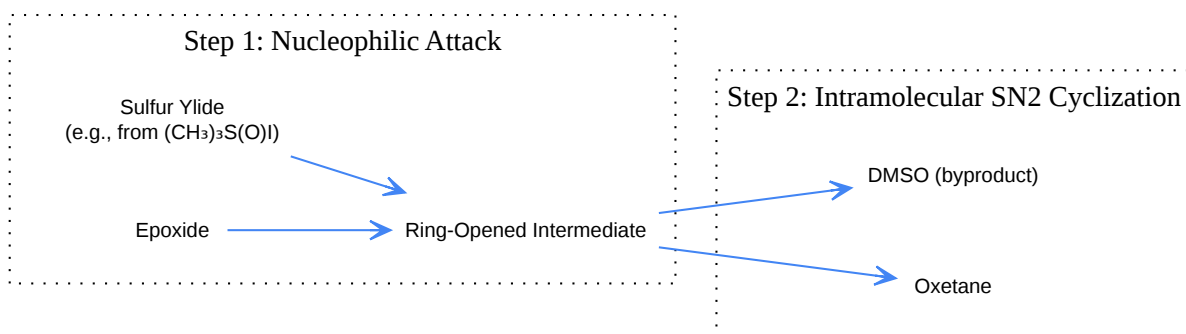 Step 1: Nucleophilic Attack
Sulfur Ylide
(e.g., from (CH₃)₃S(O)I)
Epoxide
Ring-Opened Intermediate
Step 2: Intramolecular SN2 Cyclization
DMSO (byproduct)
Oxetane